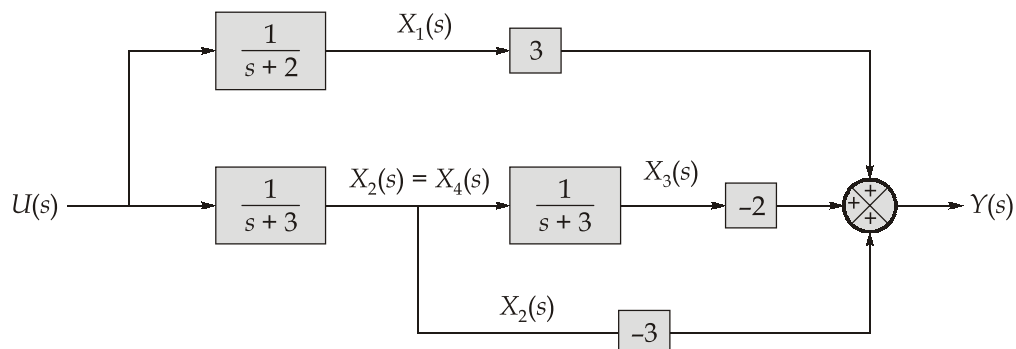 1
s + 2
X₁(s)
3
U(s)
1
s + 3
X₂(s) = X₄(s)
1
s + 3
X₃(s)
–2
+
+
+
Y(s)
X₂(s)
–3